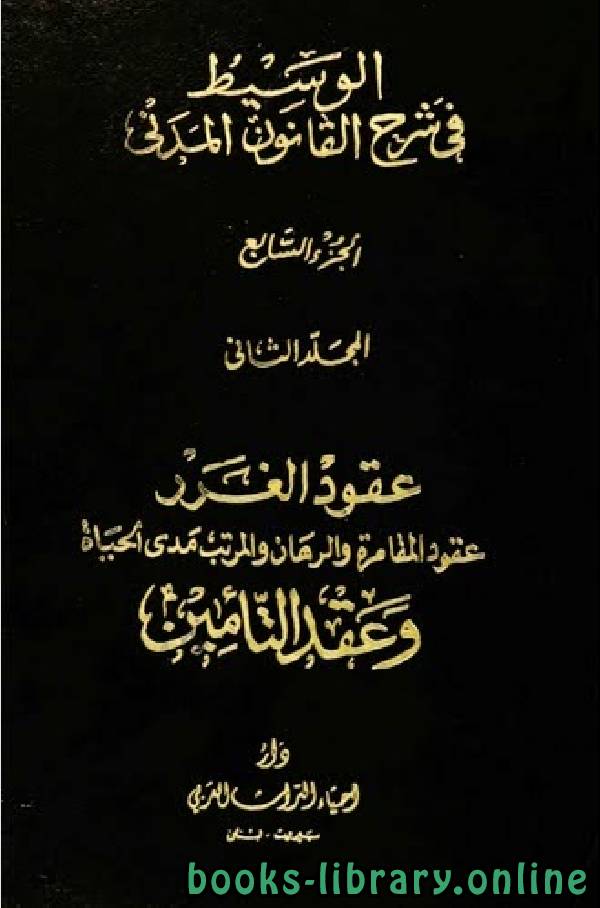 الوسيط
في شرح القانون المدني
الجزء السابع
المجلد الثاني
عقود الغرر
عقود المقامرة والرهان والمرتب مدى الحياة
وعقد التأمين
دار
احياء التراث العربي
بيروت - لبنان
books-library.online